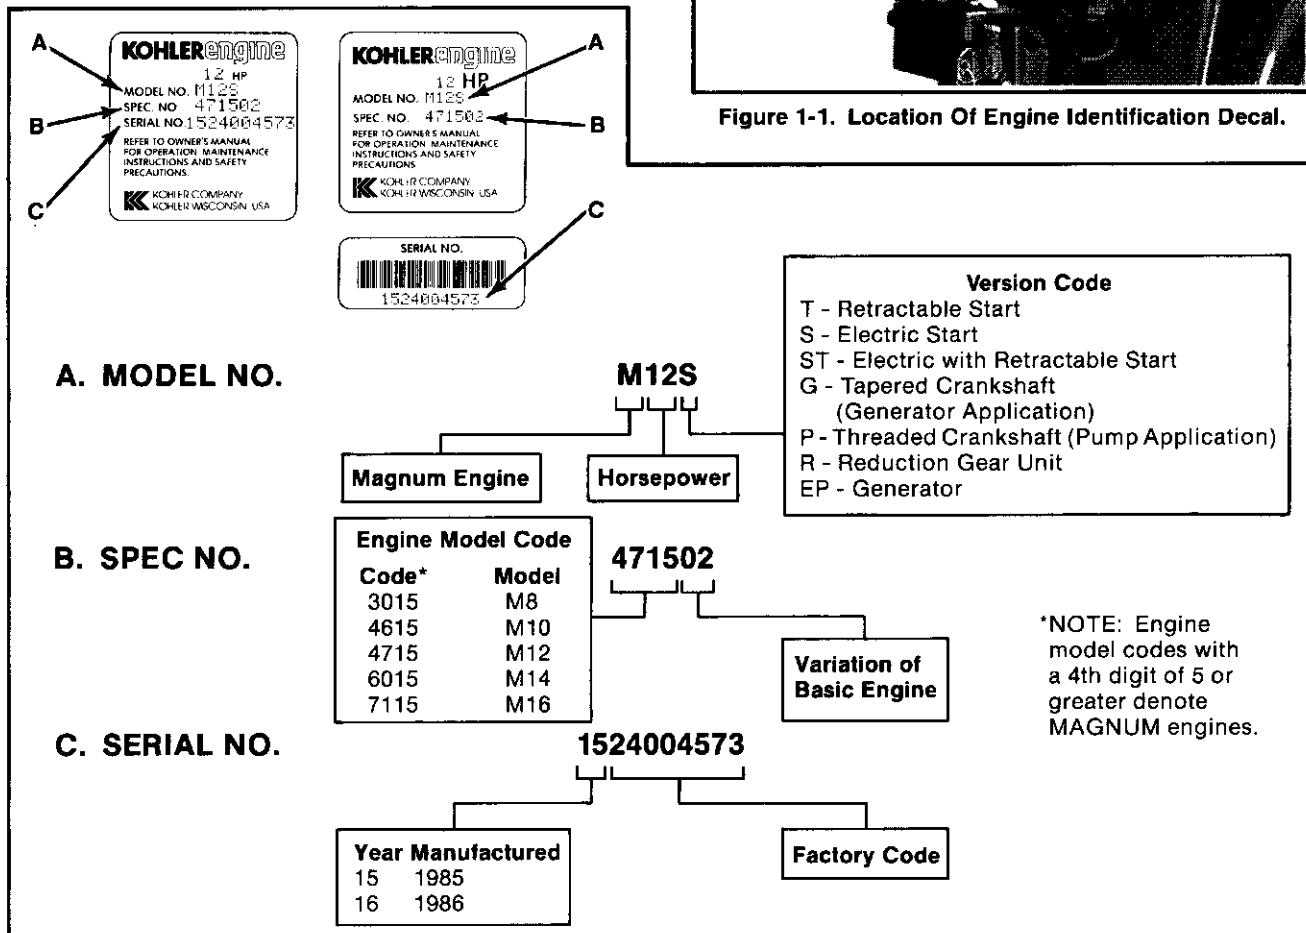 Figure 1-1. Location Of Engine Identification Decal.
A
KOHLERengine
12 HP
MODEL NO. M12S
SPEC. NO 471502
SERIAL NO.1524004573
REFER TO OWNER'S MANUAL
FOR OPERATION MAINTENANCE
INSTRUCTIONS AND SAFETY
PRECAUTIONS.
KOHLER COMPANY
KOHLER WISCONSIN USA
B
C
KOHLERengine
12 HP
MODEL NO. M12S
SPEC. NO. 471502
REFER TO OWNERS MANUAL
FOR OPERATION MAINTENANCE
INSTRUCTIONS AND SAFETY
PRECAUTIONS
KOHLER COMPANY
KOHLER WISCONSIN USA
A
B
C
SERIAL NO.
1524004573
Version Code
T - Retractable Start
S - Electric Start
ST - Electric with Retractable Start
G - Tapered Crankshaft
(Generator Application)
P - Threaded Crankshaft (Pump Application)
R - Reduction Gear Unit
EP - Generator
A. MODEL NO.
M12S
Magnum Engine
Horsepower
B. SPEC NO.
Engine Model Code
Code* Model
3015 M8
4615 M10
4715 M12
6015 M14
7115 M16
471502
Variation of
Basic Engine
*NOTE: Engine
model codes with
a 4th digit of 5 or
greater denote
MAGNUM engines.
C. SERIAL NO.
1524004573
Year Manufactured
15 1985
16 1986
Factory Code